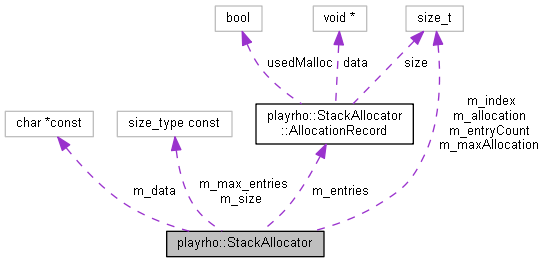 bool
void *
size_t
usedMalloc
data
size
char *const
size_type const
playrho::StackAllocator
::AllocationRecord
m_index
m_allocation
m_entryCount
m_maxAllocation
m_data
m_max_entries
m_size
m_entries
playrho::StackAllocator